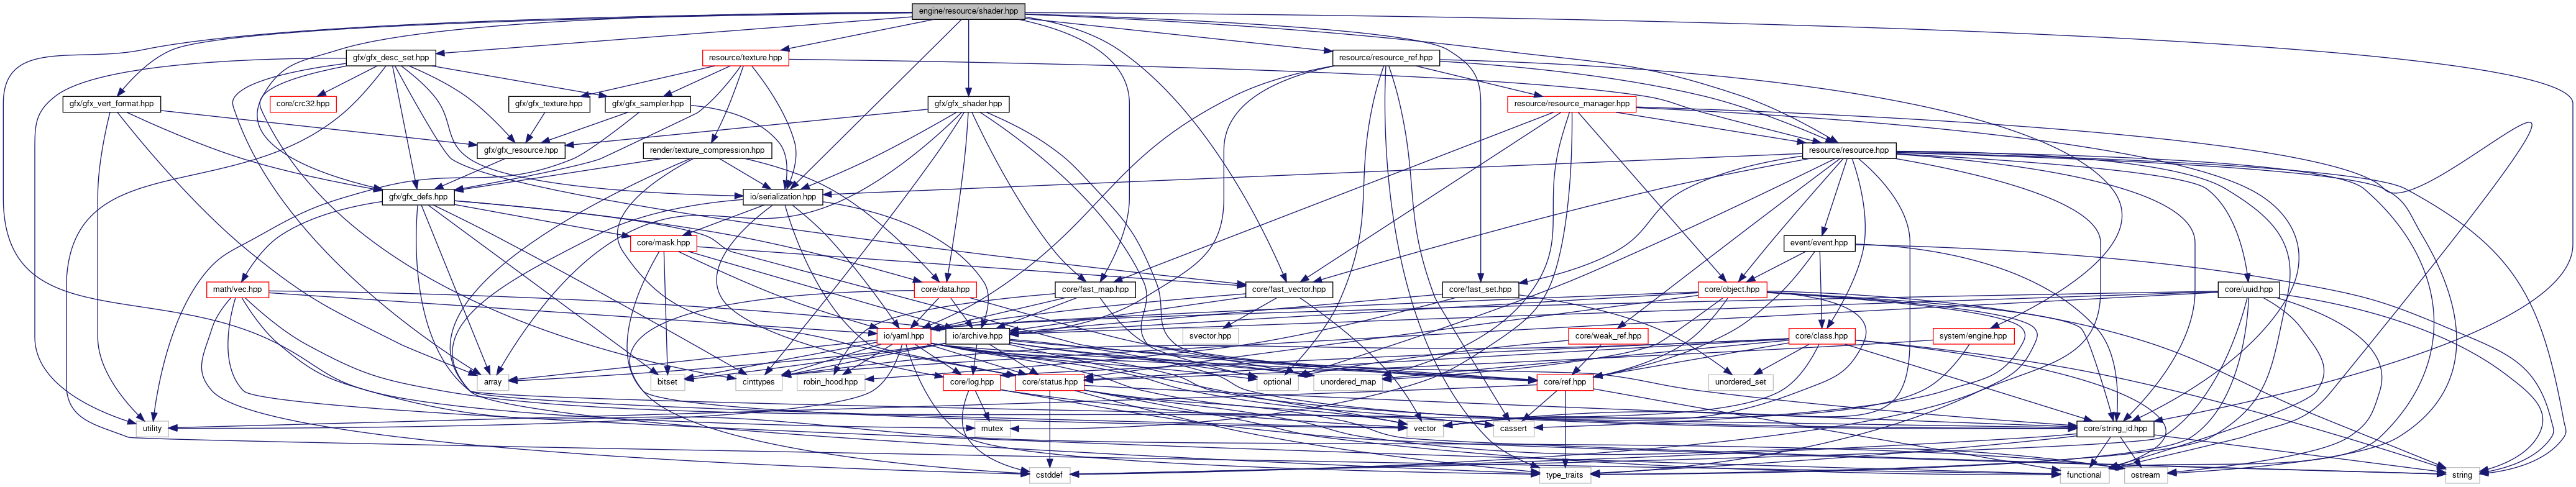 engine/resource/shader.hpp
gfx/gfx_desc_set.hpp
resource/texture.hpp
resource/resource_ref.hpp
gfx/gfx_vert_format.hpp
core/crc32.hpp
gfx/gfx_texture.hpp
gfx/gfx_sampler.hpp
gfx/gfx_shader.hpp
resource/resource_manager.hpp
gfx/gfx_resource.hpp
render/texture_compression.hpp
resource/resource.hpp
gfx/gfx_defs.hpp
io/serialization.hpp
core/mask.hpp
event/event.hpp
math/vec.hpp
core/data.hpp
core/fast_map.hpp
core/fast_vector.hpp
core/fast_set.hpp
core/object.hpp
core/uuid.hpp
io/yaml.hpp
io/archive.hpp
svector.hpp
core/weak_ref.hpp
core/class.hpp
system/engine.hpp
array
bitset
cinttypes
robin_hood.hpp
core/log.hpp
core/status.hpp
optional
unordered_map
core/ref.hpp
unordered_set
utility
mutex
vector
cassert
core/string_id.hpp
cstddef
type_traits
functional
ostream
string